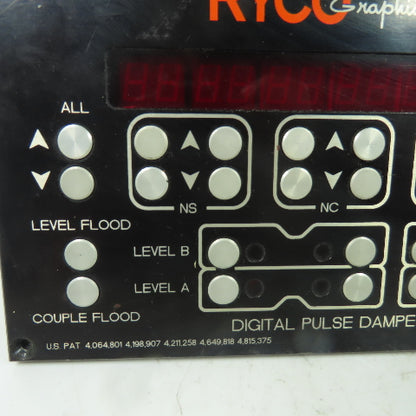 RYCO Graphic
ALL
NS
NC
LEVEL FLOOD
LEVEL B
LEVEL A
COUPLE FLOOD
DIGITAL PULSE DAMPE
U.S. PAT 4,064,801 4,198,907 4,211,258 4,649,818 4,815,375